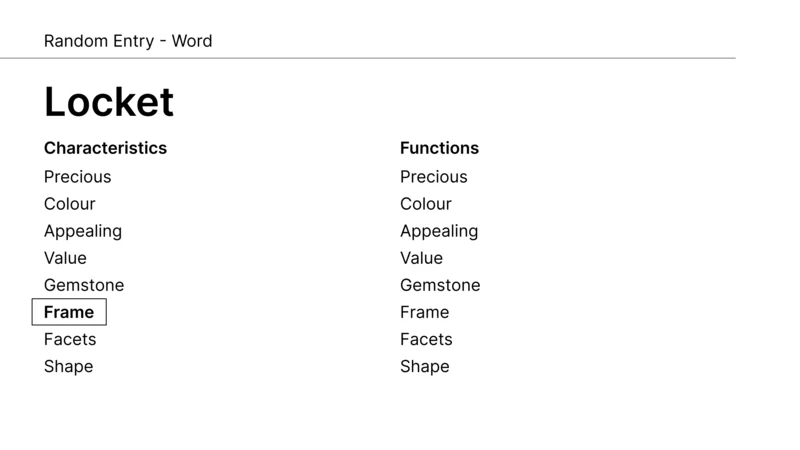 Random Entry - Word
Locket
Characteristics
Precious
Colour
Appealing
Value
Gemstone
Frame
Facets
Shape
Functions
Precious
Colour
Appealing
Value
Gemstone
Frame
Facets
Shape